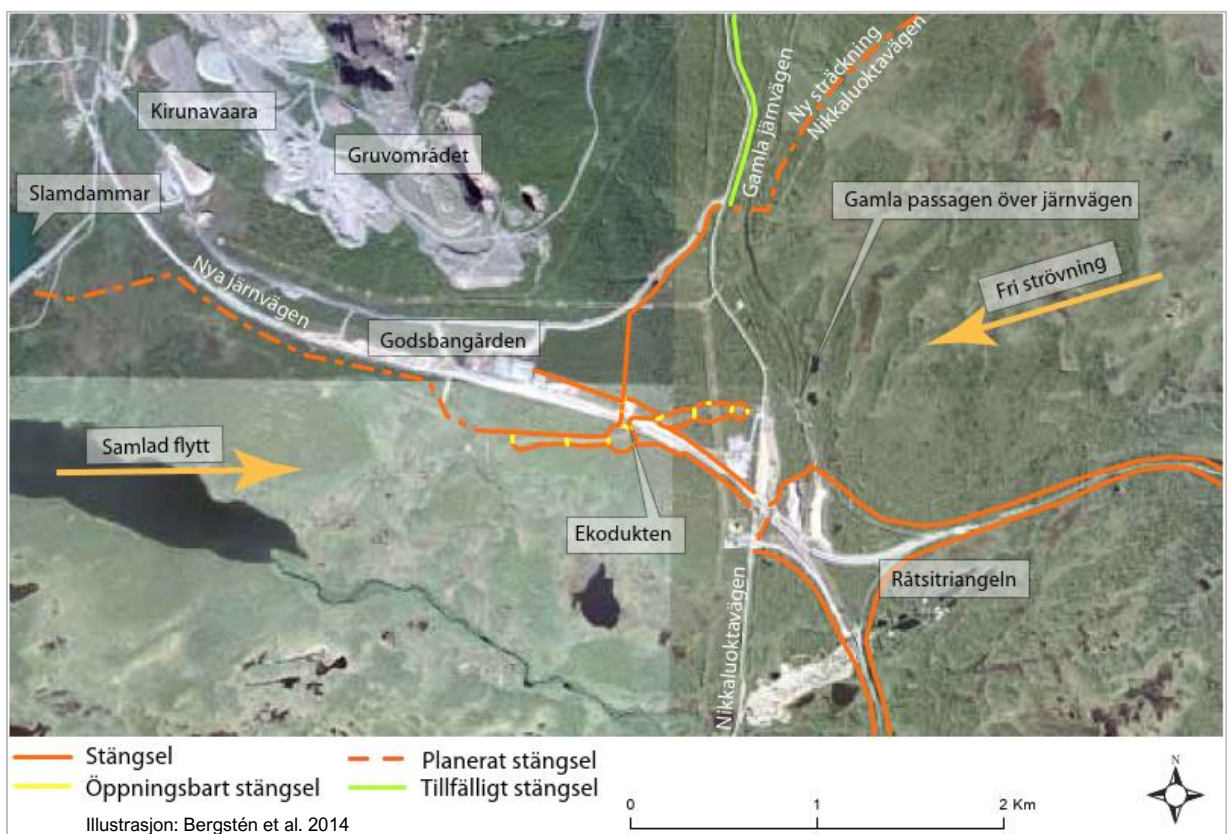 Kirunavaara
Gruvområdet
Slamdammar
Gamla järnvägen
Ny sträckning
Nikkaluoktavägen
Gamla passagen över järnvägen
Nya järnvägen
Fri strövning
Godsbangården
Samlad flytt
Ekodukten
Råtsitriangeln
Nikkaluoktavägen
Stängsel
Planerat stängsel
Öppningsbart stängsel
Tillfälligt stängsel
Illustrasjon: Bergstén et al. 2014
0 1 2 Km
N